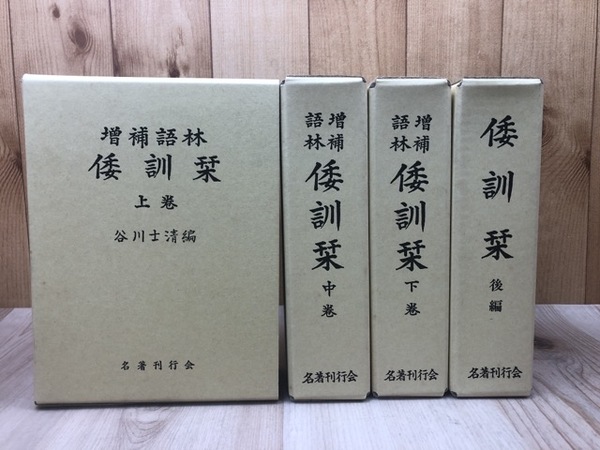 増補語林
倭訓栞
上巻
谷川士清編
名著刊行会
増補
語林
倭訓栞
中巻
名著刊行会
増補
語林
倭訓栞
下巻
名著刊行会
倭訓栞
後編
名著刊行会